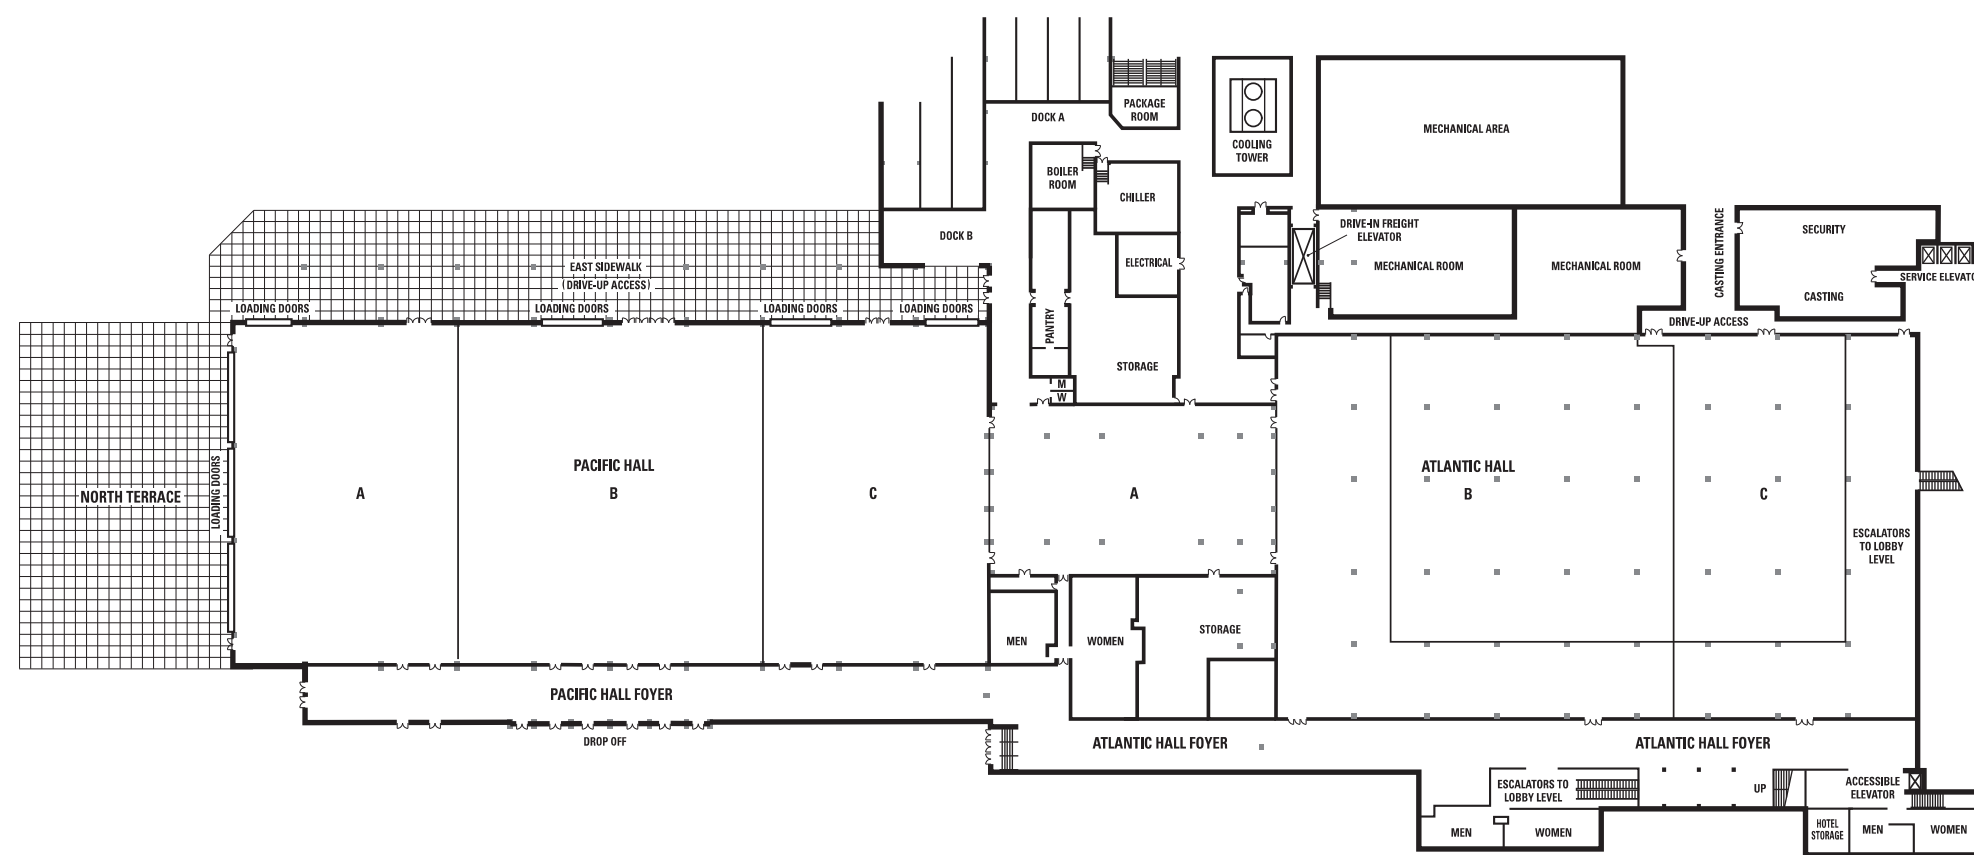 PACKAGE
ROOM
DOCK A
COOLING
TOWER
MECHANICAL AREA
BOILER
ROOM
CHILLER
DOCK B
DRIVE-IN FREIGHT
ELEVATOR
CASTING ENTRANCE
SECURITY
EAST SIDEWALK
(DRIVE-UP ACCESS)
ELECTRICAL
MECHANICAL ROOM
MECHANICAL ROOM
SERVICE ELEVATO
CASTING
LOADING DOORS
LOADING DOORS
LOADING DOORS
LOADING DOORS
PANTRY
DRIVE-UP ACCESS
STORAGE
M
W
PACIFIC HALL
ATLANTIC HALL
NORTH TERRACE
LOADING DOORS
A
B
C
A
B
C
ESCALATORS
TO LOBBY
LEVEL
MEN
WOMEN
STORAGE
PACIFIC HALL FOYER
DROP OFF
ATLANTIC HALL FOYER
ATLANTIC HALL FOYER
ESCALATORS TO
LOBBY LEVEL
UP
ACCESSIBLE
ELEVATOR
MEN
WOMEN
HOTEL
STORAGE
MEN
WOMEN